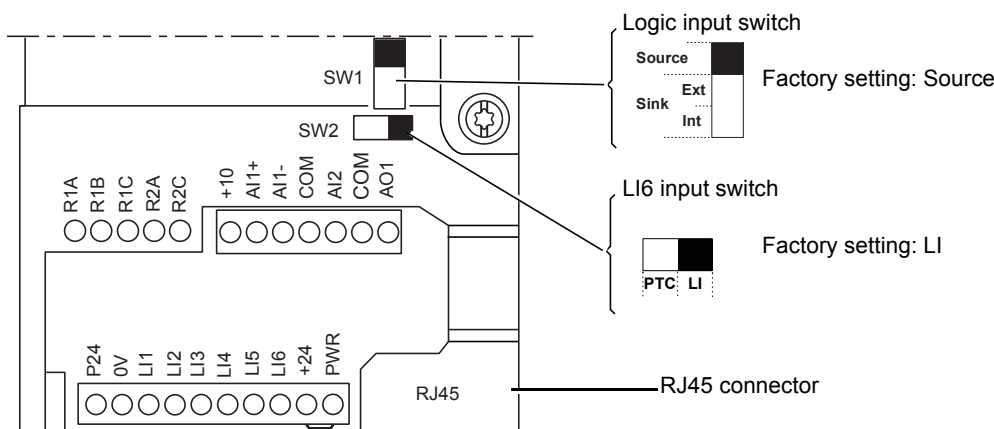 Logic input switch
SW1
Source
Ext
Sink
Int
Factory setting: Source
SW2
LI6 input switch
Factory setting: LI
PTC LI
R1A
R1B
R1C
R2A
R2C
+10
AI1+
AI1-
COM
AI2
COM
AO1
P24
0V
LI1
LI2
LI3
LI4
LI5
LI6
+24
PWR
RJ45
RJ45 connector